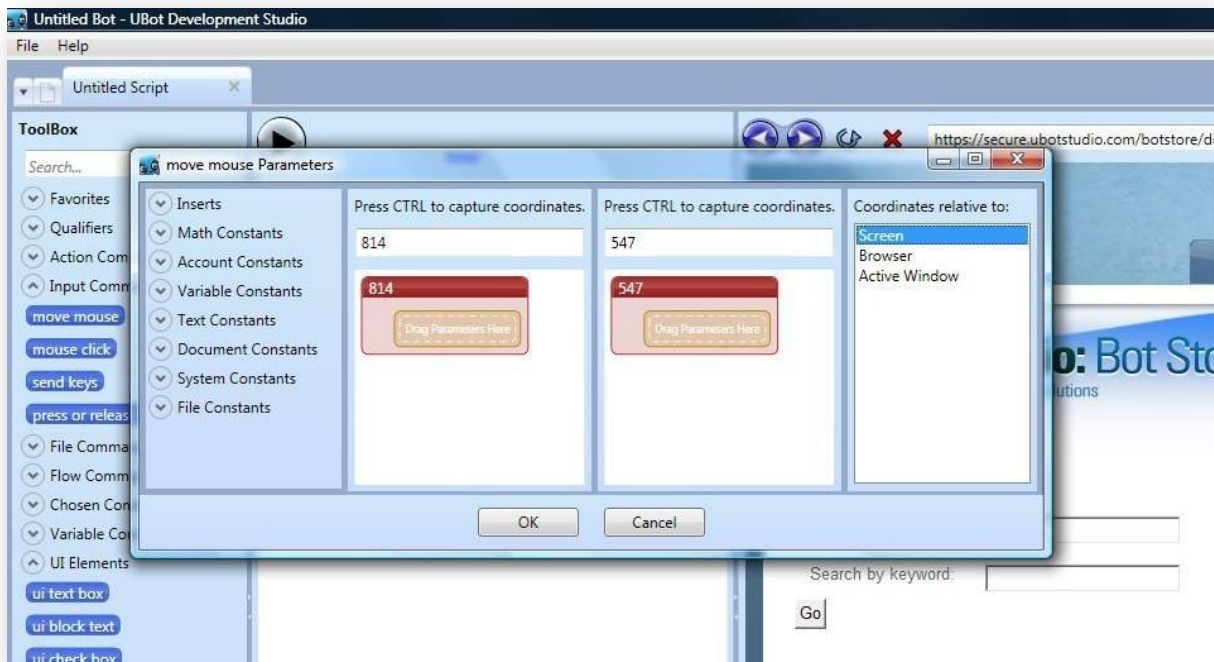 Untitled Bot - UBot Development Studio
File Help
Untitled Script
ToolBox
https://secure.ubotstudio.com/botstore/d
Search...
Favorites
Qualifiers
Action Com
Input Comm
move mouse
mouse click
send keys
press or releas
File Comma
Flow Comm
Chosen Con
Variable Co
UI Elements
ui text box
ui block text
ui check box
move mouse Parameters
Inserts
Math Constants
Account Constants
Variable Constants
Text Constants
Document Constants
System Constants
File Constants
Press CTRL to capture coordinates.
814
814
Drag Parameters Here
Press CTRL to capture coordinates.
547
547
Drag Parameters Here
Coordinates relative to:
Screen
Browser
Active Window
OK Cancel
o: Bot Sto
lutions
Search by keyword:
Go